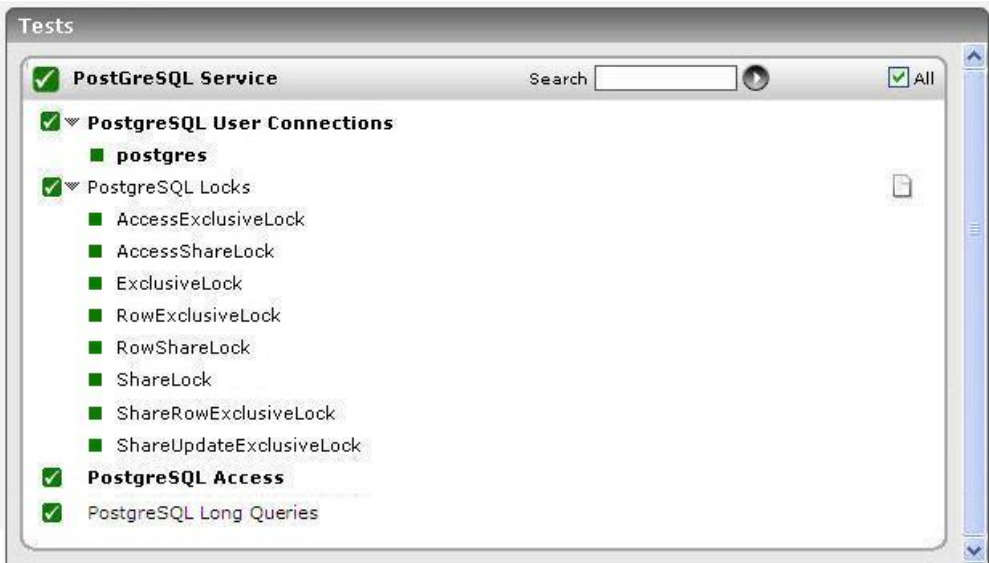 Tests
PostGreSQL Service Search All
PostgreSQL User Connections
postgres
PostgreSQL Locks
AccessExclusiveLock
AccessShareLock
ExclusiveLock
RowExclusiveLock
RowShareLock
ShareLock
ShareRowExclusiveLock
ShareUpdateExclusiveLock
PostgreSQL Access
PostgreSQL Long Queries